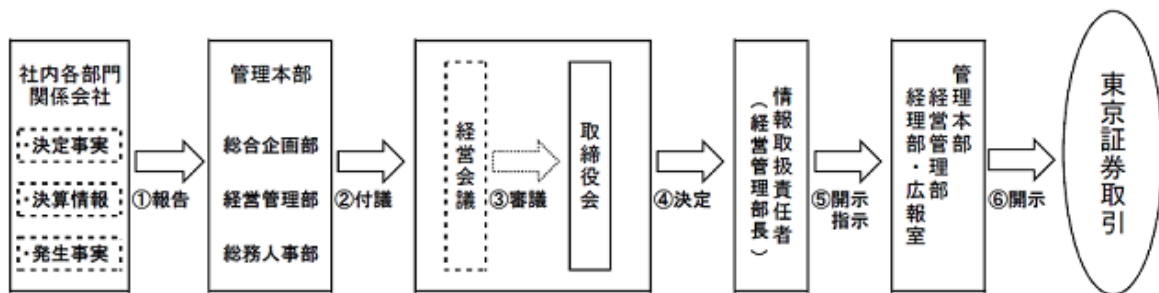 社内各部門
関係会社
・決定事実
・決算情報
・発生事実
①報告
管理本部
総合企画部
経営管理部
総務人事部
②付議
経営会議
③審議
取締役会
④決定
情報取扱責任者
（経営管理部長）
⑤開示
指示
管理本部
経営管理部
経理部・広報室
⑥開示
東京証券取引